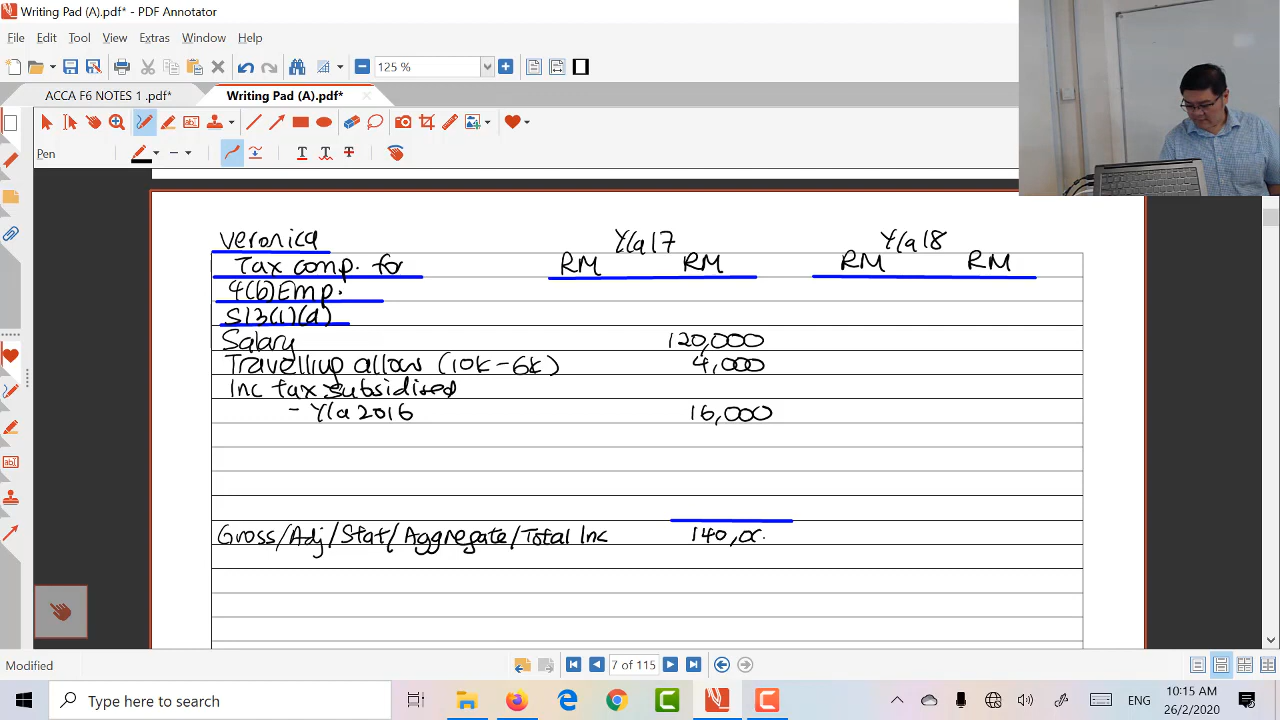 Writing Pad (A).pdf* - PDF Annotator
File Edit Tool View Extras Window Help
125 %
ACCA F6 NOTES 1 .pdf* Writing Pad (A).pdf*
Pen
Veronica Y/a 17 Y/a 18
Tax comp. for RM RM RM RM
4(b) Emp.
S13(1)(a)
Salary 120,000
Travelling allow (10k-6k) 4,000
Inc tax subsidised
- Y/a 2016 16,000
Gross/Adj/Stat/Aggregate/Total Inc 140,00
Modified 7 of 115
Type here to search ENG 10:15 AM
26/2/2020